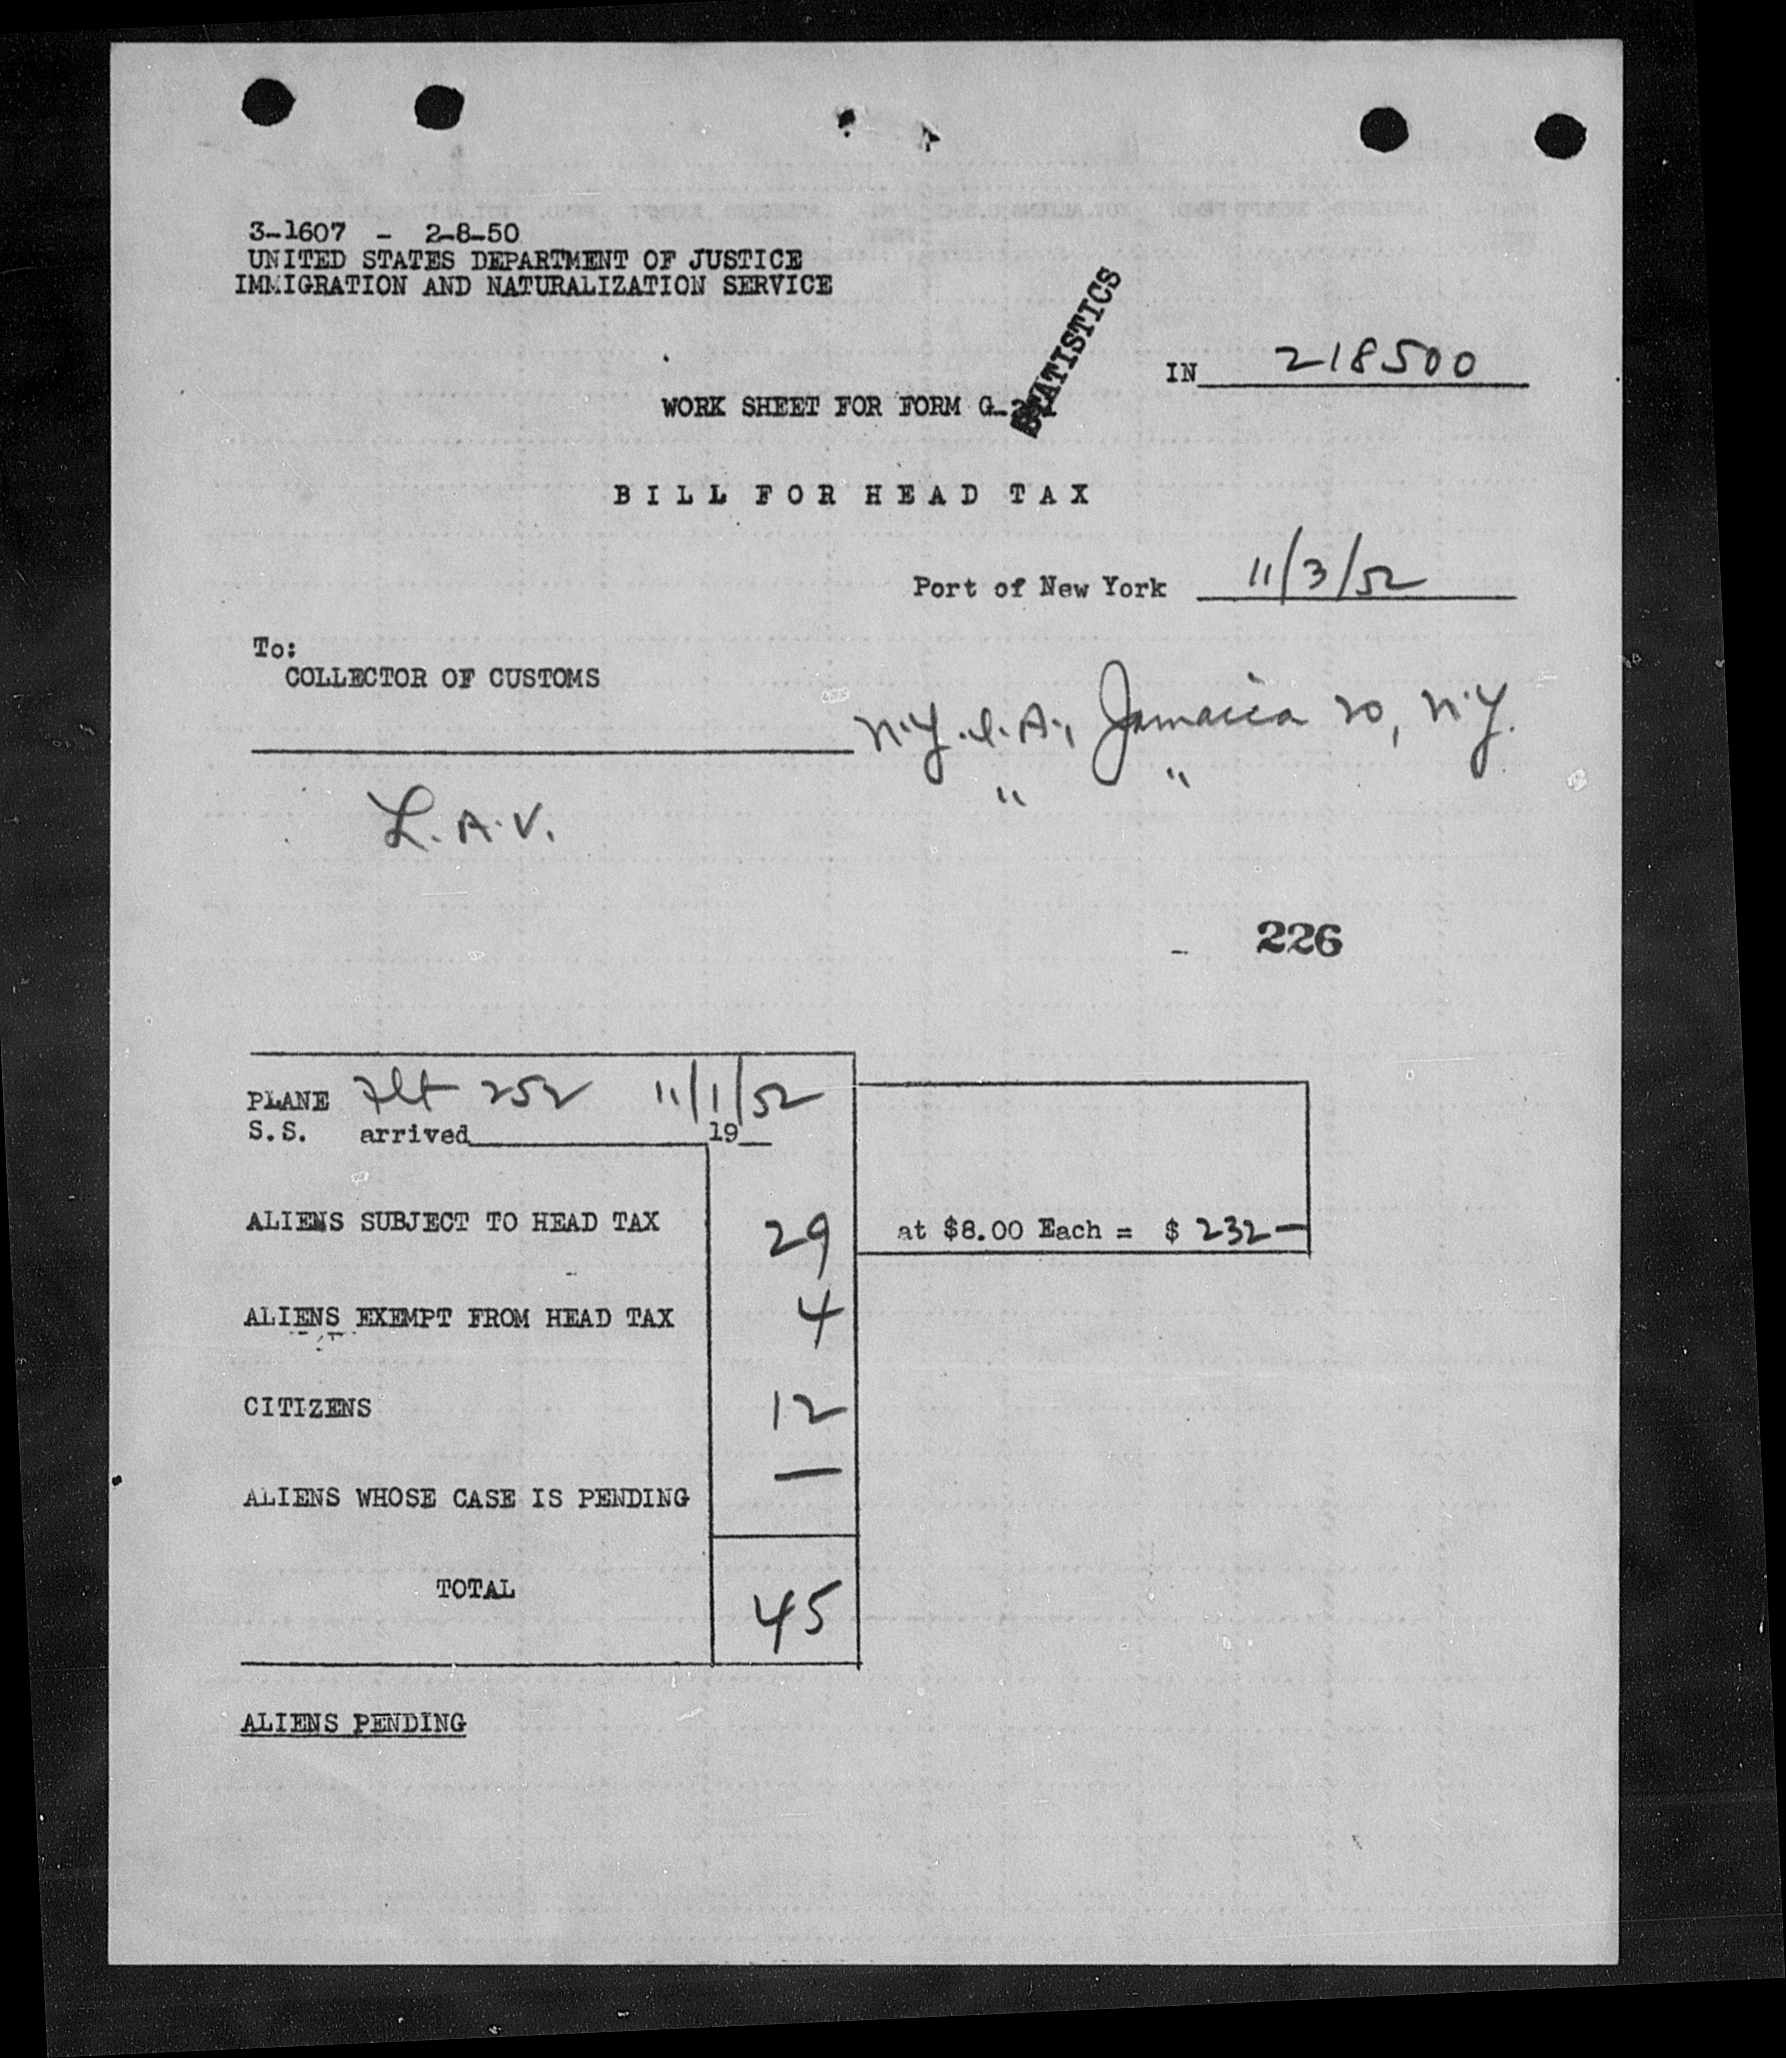 3-1607 - 2-8-50
UNITED STATES DEPARTMENT OF JUSTICE
IMMIGRATION AND NATURALIZATION SERVICE
STATISTICS
IN 218500
WORK SHEET FOR FORM G-
BILL FOR HEAD TAX
Port of New York 11/3/52
To:
COLLECTOR OF CUSTOMS
N.Y.I.A., Jamaica 20, N.Y.
" "
L.A.V.
- 226
PLANE Flt 252 11/1/52
S.S. arrived 19
ALIENS SUBJECT TO HEAD TAX 29 at $8.00 Each = $ 232-
ALIENS EXEMPT FROM HEAD TAX 4
CITIZENS 12
ALIENS WHOSE CASE IS PENDING —
TOTAL 45
ALIENS PENDING